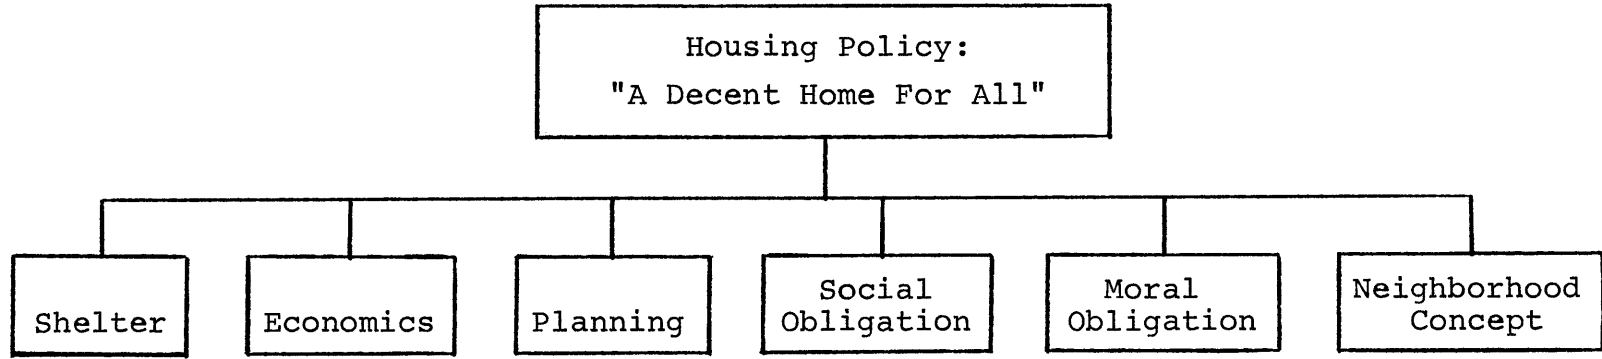 Housing Policy:
"A Decent Home For All"
Shelter
Economics
Planning
Social
Obligation
Moral
Obligation
Neighborhood
Concept